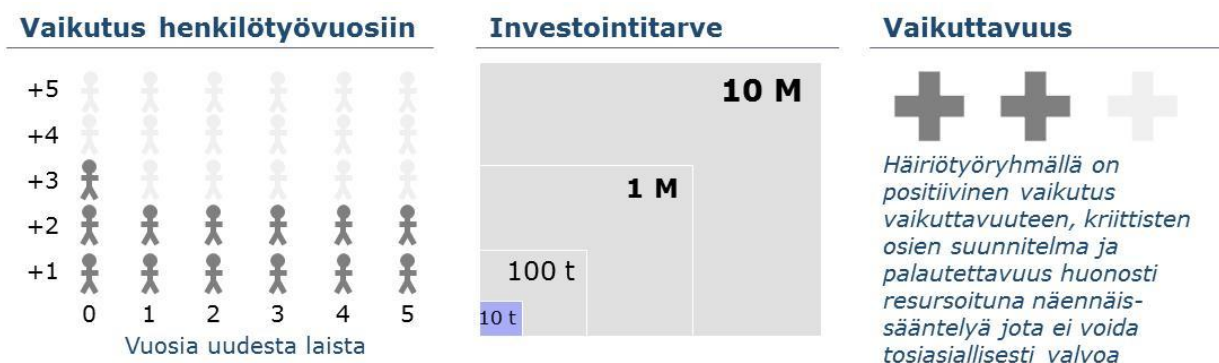 Vaikutus henkilötyövuosiin
+5
+4
+3
+2
+1
0 1 2 3 4 5
Vuosia uudesta laista
Investointitarve
10 M
1 M
100 t
10 t
Vaikuttavuus
Häiriötyöryhmällä on
positiivinen vaikutus
vaikuttavuuteen, kriittisten
osien suunnitelma ja
palautettavuus huonosti
resursoituna näennäis-
sääntelyä jota ei voida
tosiasiallisesti valvoa